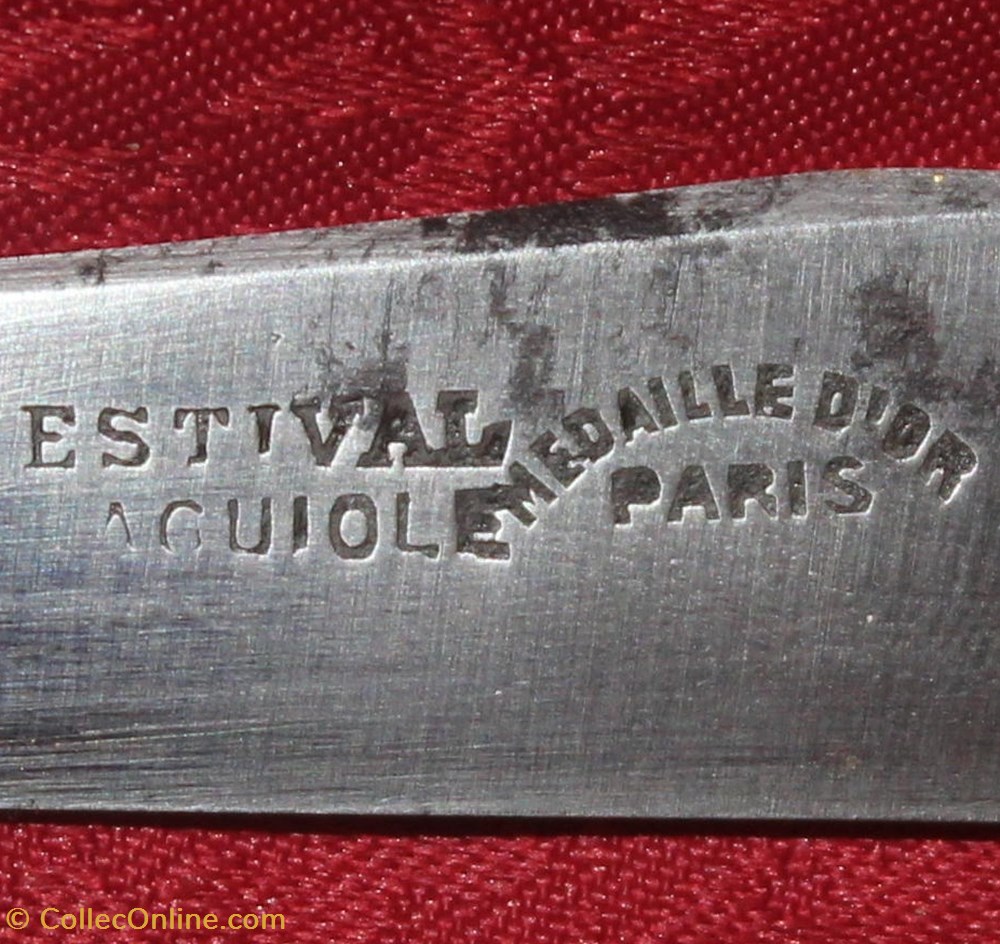 ESTIVAL
AGUIOLE
MEDAILLE D'OR
PARIS
© CollecOnline.com